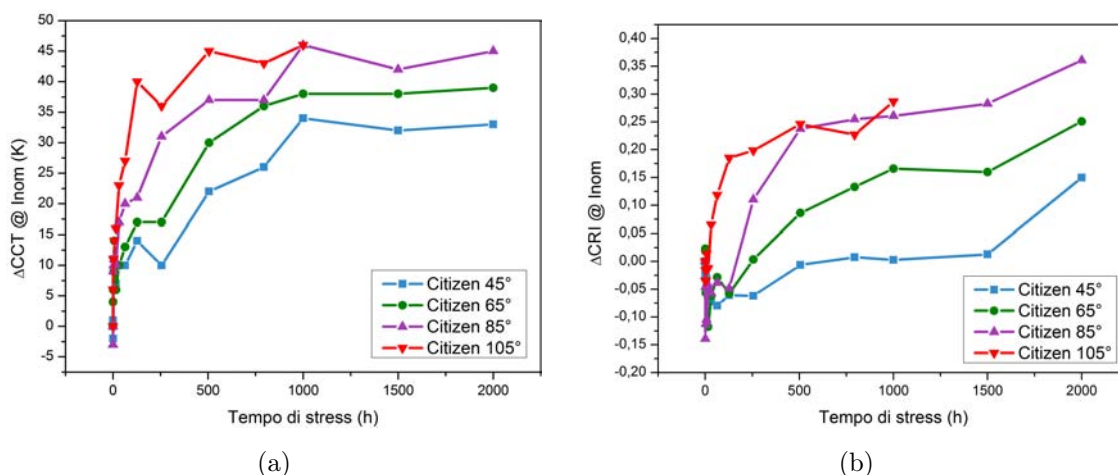 50
45
40
35
30
25
20
15
10
5
0
-5
ΔCCT @ Inom (K)
0 500 1000 1500 2000
Tempo di stress (h)
Citizen 45°
Citizen 65°
Citizen 85°
Citizen 105°
(a)
0,40
0,35
0,30
0,25
0,20
0,15
0,10
0,05
0,00
-0,05
-0,10
-0,15
-0,20
ΔCRI @ Inom
0 500 1000 1500 2000
Tempo di stress (h)
Citizen 45°
Citizen 65°
Citizen 85°
Citizen 105°
(b)